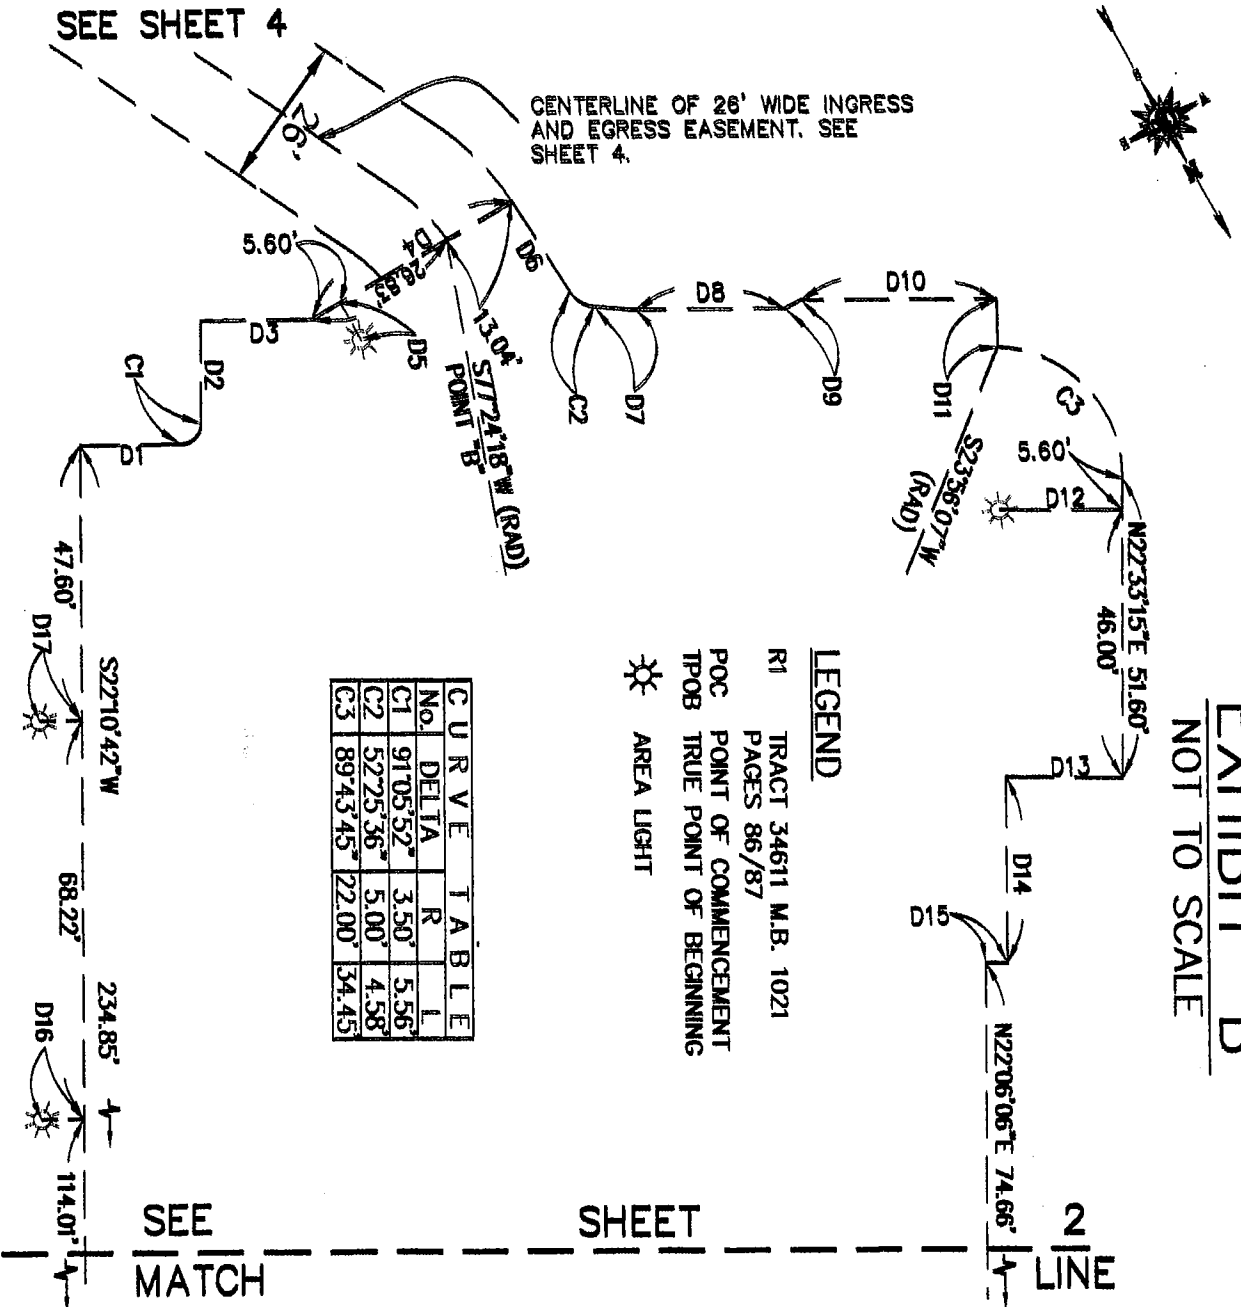 SEE SHEET 4
26'
CENTERLINE OF 26' WIDE INGRESS
AND EGRESS EASEMENT. SEE
SHEET 4.
5.60'
D4
26.83'
D6
13.04'
S77°24'18"W (RAD)
POINT "B"
D3
D5
D2
C1
D1
C2
D7
D8
D9
D10
D11
C3
S23°56'07"W
(RAD)
5.60'
D12
N22°33'15"E 51.60'
46.00'
D13
D14
D15
N22°06'06"E 74.66'
NOT TO SCALE
LEGEND
R1 TRACT 34611 M.B. 1021
PAGES 86/87
POC POINT OF COMMENCEMENT
TPOB TRUE POINT OF BEGINNING
AREA LIGHT
CURVE TABLE
No. DELTA R L
C1 91°05'52" 3.50' 5.56'
C2 52°25'36" 5.00' 4.58'
C3 89°43'45" 22.00' 34.45'
47.60'
D17
S22°10'42"W
68.22'
234.85'
D16
114.01'
SEE SHEET 2
MATCH LINE